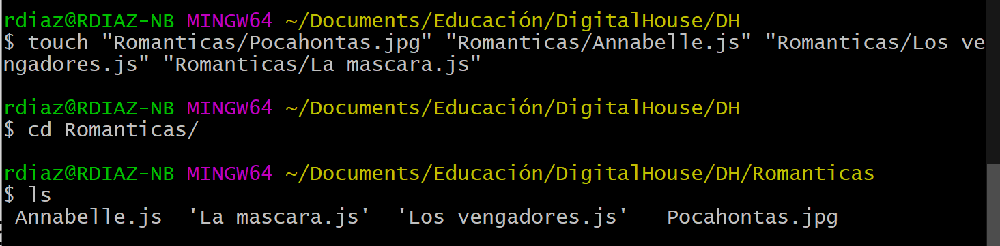 rdiaz@RDIAZ-NB MINGW64 ~/Documents/Educación/DigitalHouse/DH
$ touch "Romanticas/Pocahontas.jpg" "Romanticas/Annabelle.js" "Romanticas/Los ve
ngadores.js" "Romanticas/La mascara.js"
rdiaz@RDIAZ-NB MINGW64 ~/Documents/Educación/DigitalHouse/DH
$ cd Romanticas/
rdiaz@RDIAZ-NB MINGW64 ~/Documents/Educación/DigitalHouse/DH/Romanticas
$ ls
Annabelle.js 'La mascara.js' 'Los vengadores.js' Pocahontas.jpg